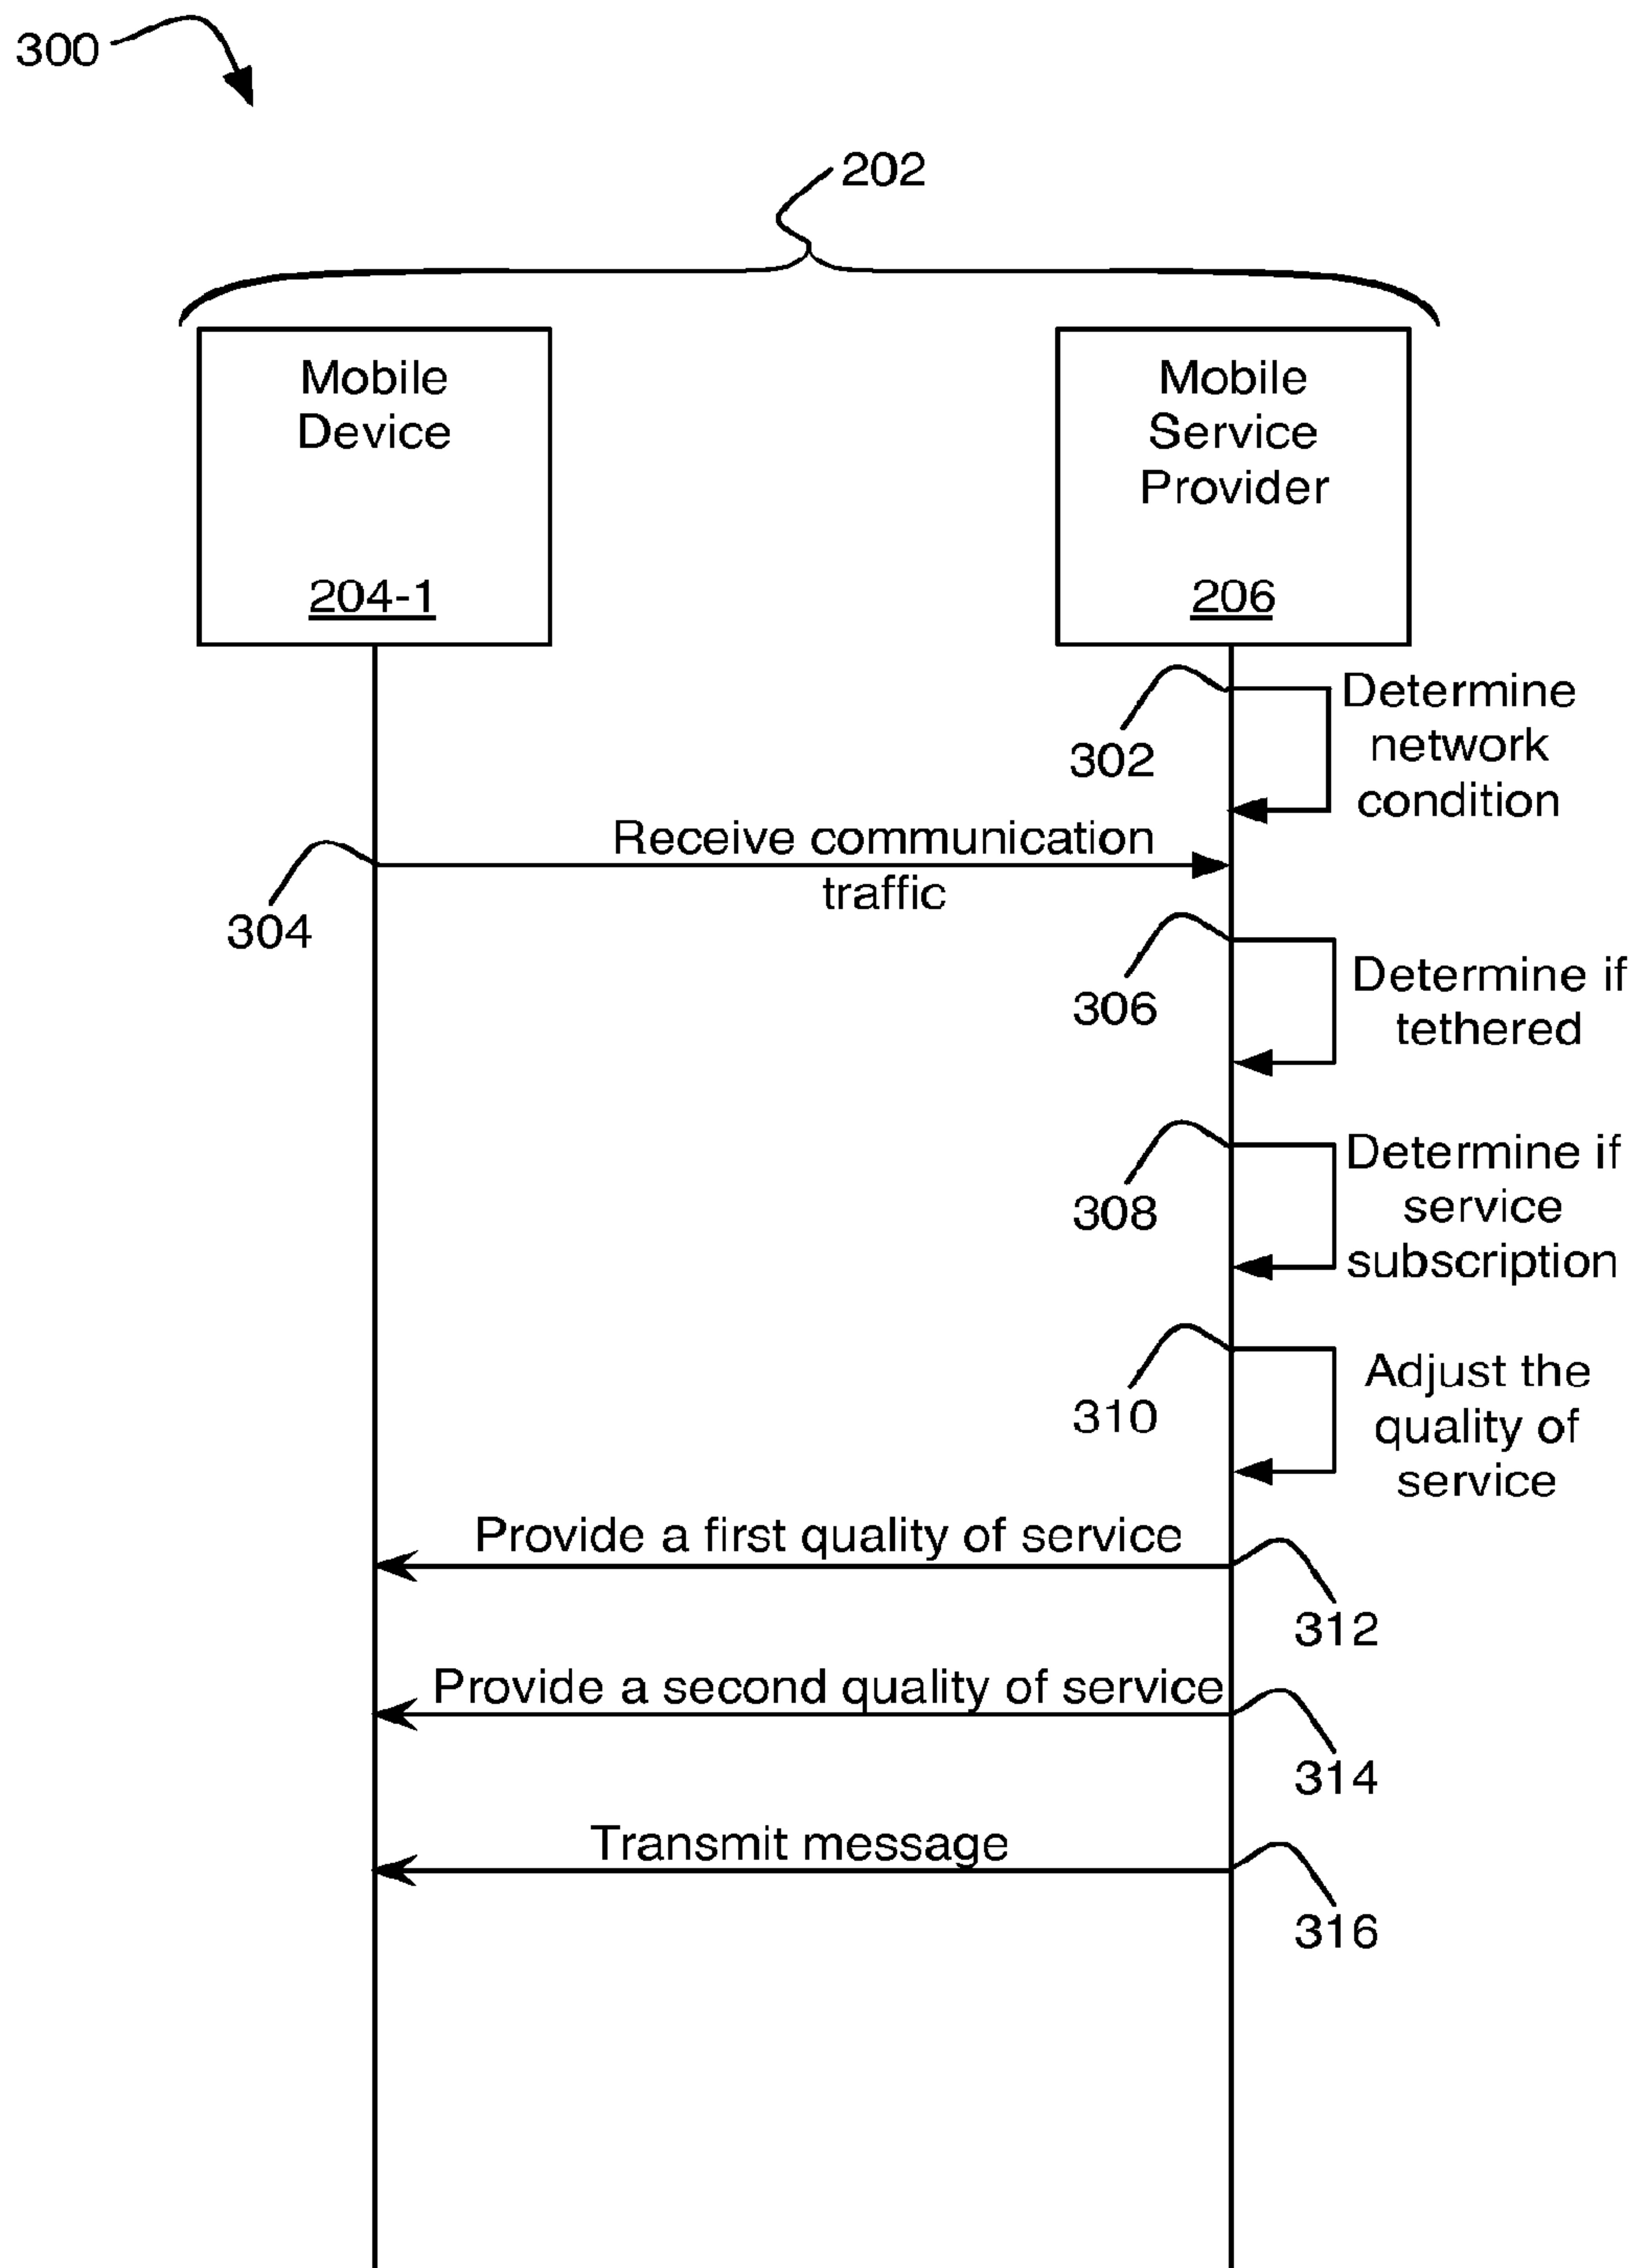 300
202
Mobile
Device
204-1
Mobile
Service
Provider
206
302
Determine
network
condition
304
Receive communication
traffic
306
Determine if
tethered
308
Determine if
service
subscription
310
Adjust the
quality of
service
Provide a first quality of service
312
Provide a second quality of service
314
Transmit message
316